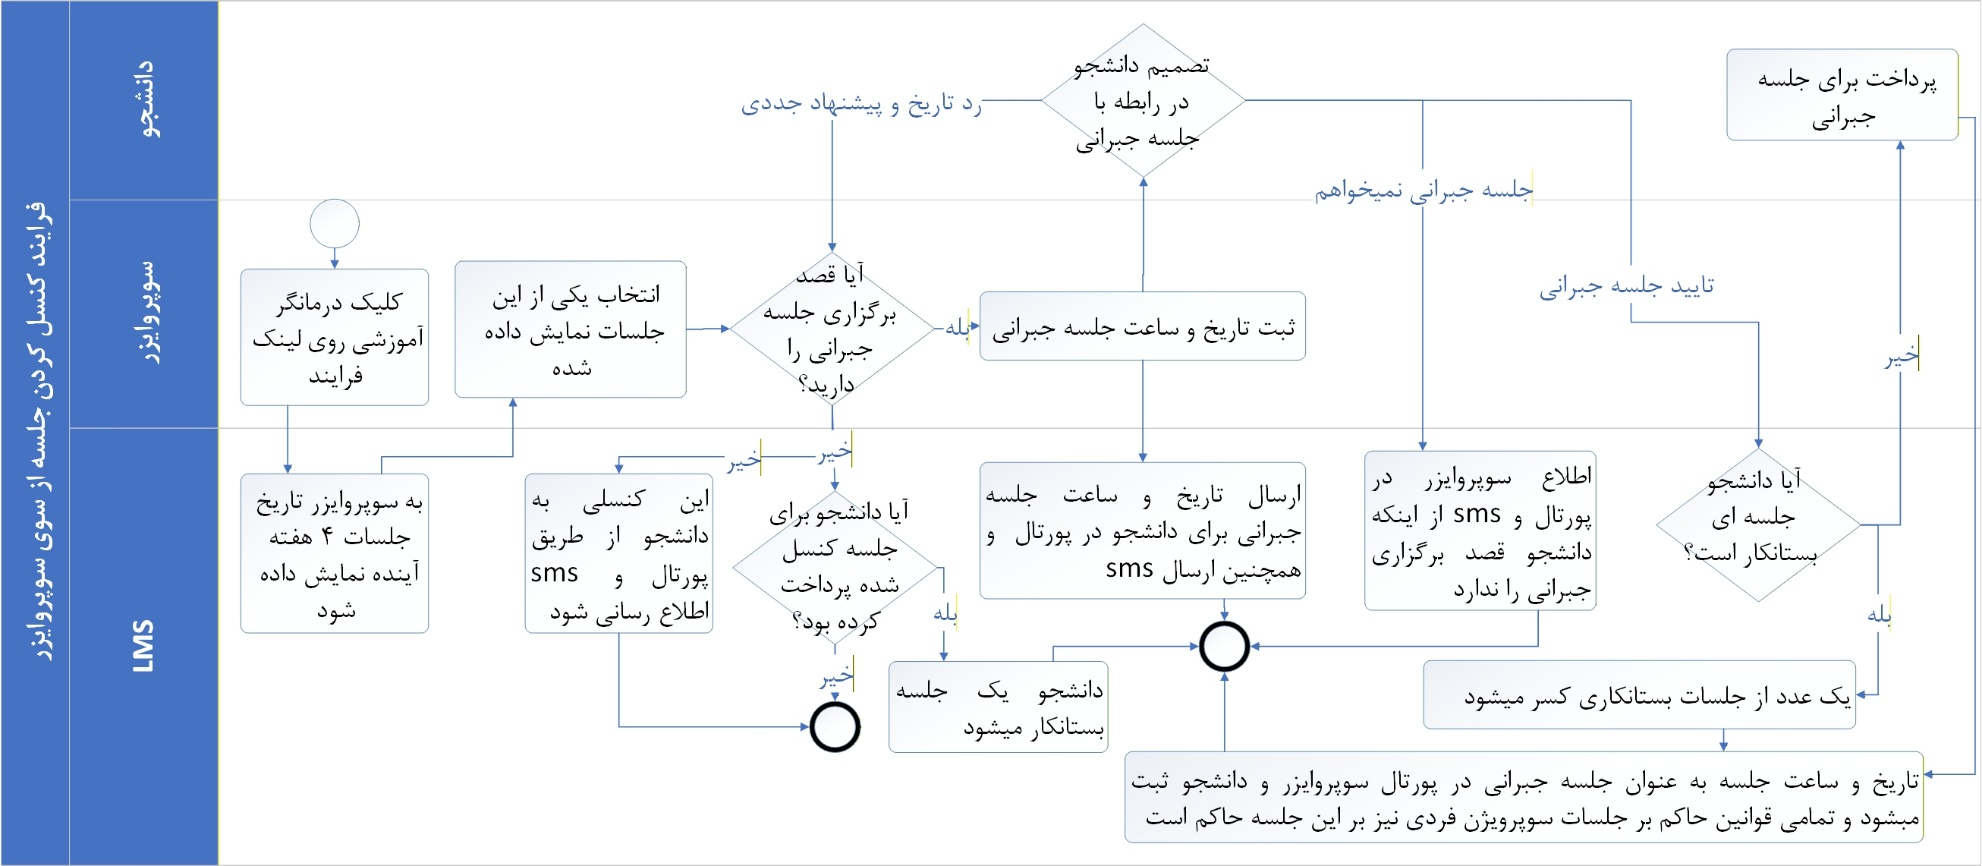 فرایند کنسل کردن جلسه از سوی سوپروایزر
دانشجو
سوپروایزر
LMS
تصمیم دانشجو
در رابطه با
جلسه جبرانی
رد تاریخ و پیشنهاد جددی
پرداخت برای جلسه
جبرانی
جلسه جبرانی نمیخواهم
تایید جلسه جبرانی
کلیک درمانگر
آموزشی روی لینک
فرایند
انتخاب یکی از این
جلسات نمایش داده
شده
آیا قصد
برگزاری جلسه
جبرانی را
دارید؟
بله
ثبت تاریخ و ساعت جلسه جبرانی
خیر
خیر
خیر
به سوپروایزر تاریخ
جلسات ۴ هفته
آینده نمایش داده
شود
این کنسلی به
دانشجو از طریق
پورتال و sms
اطلاع رسانی شود
آیا دانشجو برای
جلسه کنسل
شده پرداخت
کرده بود؟
بله
خیر
دانشجو یک جلسه
بستانکار میشود
ارسال تاریخ و ساعت جلسه
جبرانی برای دانشجو در پورتال و
همچنین ارسال sms
اطلاع سوپروایزر در
پورتال و sms از اینکه
دانشجو قصد برگزاری
جبرانی را ندارد
آیا دانشجو
جلسه ای
بستانکار است؟
بله
یک عدد از جلسات بستانکاری کسر میشود
تاریخ و ساعت جلسه به عنوان جلسه جبرانی در پورتال سوپروایزر و دانشجو ثبت
مبشود و تمامی قوانین حاکم بر جلسات سوپرویژن فردی نیز بر این جلسه حاکم است